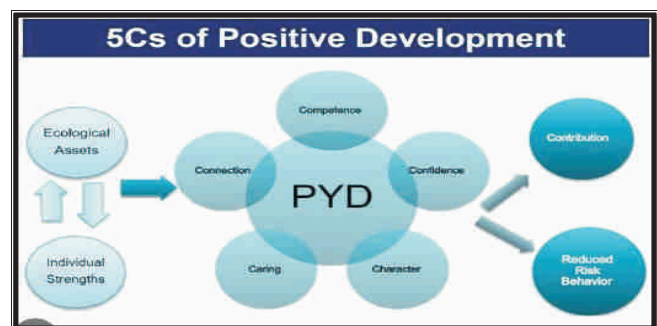 5Cs of Positive Development
Ecological
Assets
Individual
Strengths
Competence
Connection
PYD
Confidence
Caring
Character
Contribution
Reduced
Risk
Behavior